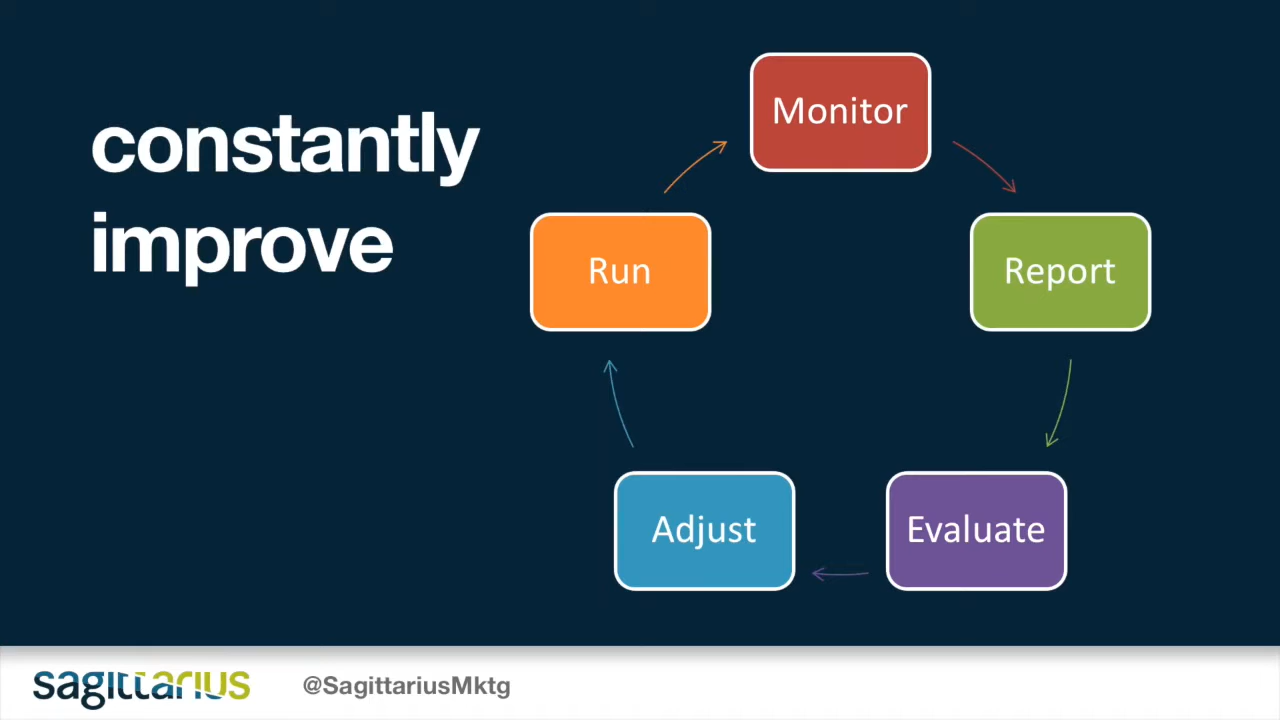 constantly
improve
Monitor
Run
Report
Adjust
Evaluate
sagittarius
@SagittariusMktg